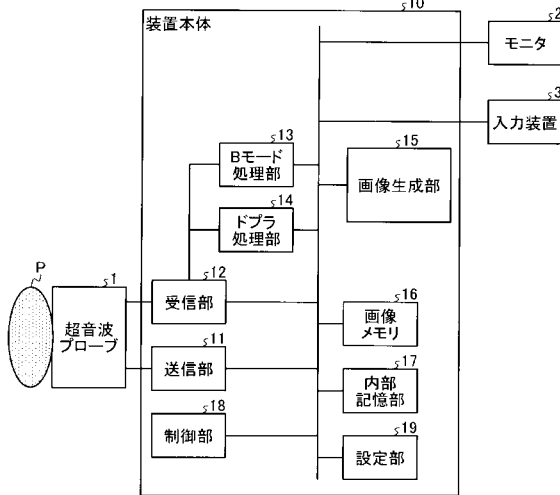 10
装置本体
2
モニタ
3
入力装置
13
Bモード
処理部
15
画像生成部
14
ドプラ
処理部
P
1
超音波
プローブ
12
受信部
16
画像
メモリ
11
送信部
17
内部
記憶部
18
制御部
19
設定部